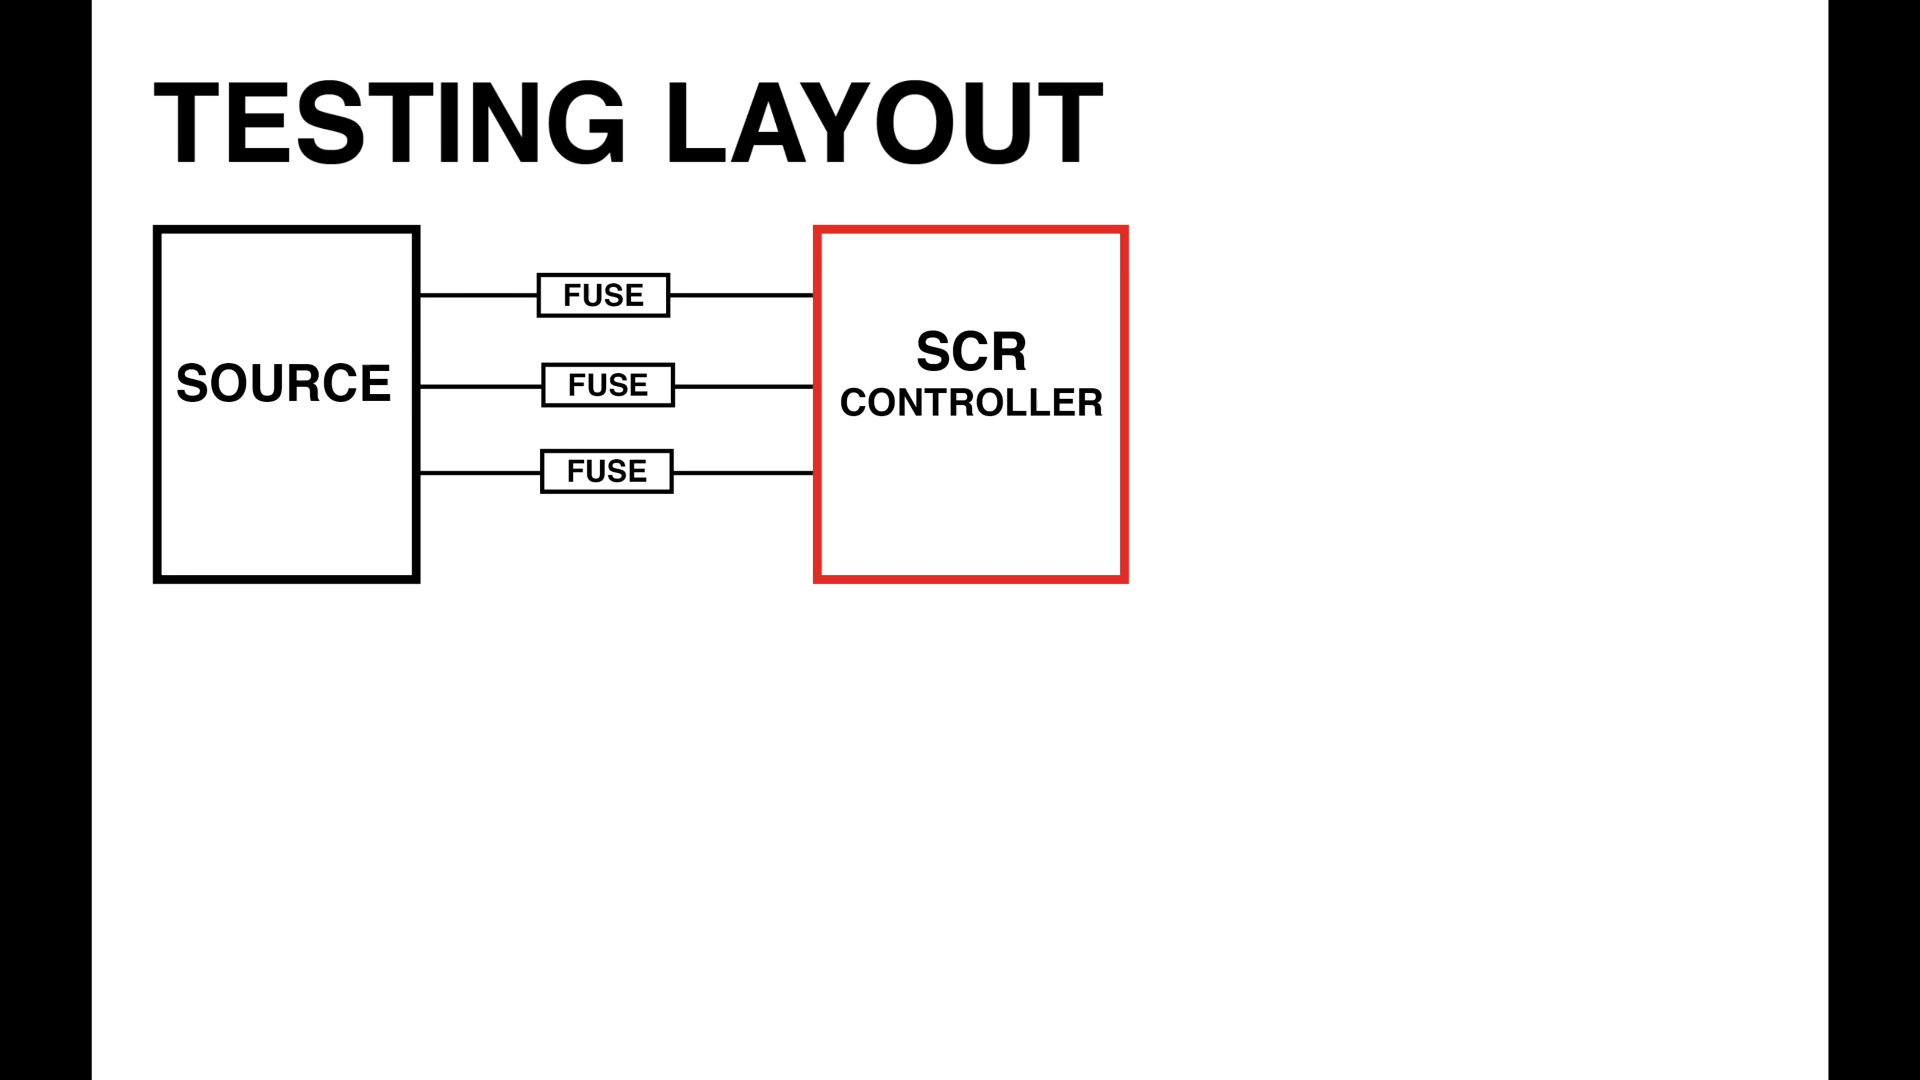 TESTING LAYOUT
FUSE
SOURCE
FUSE
FUSE
SCR
CONTROLLER